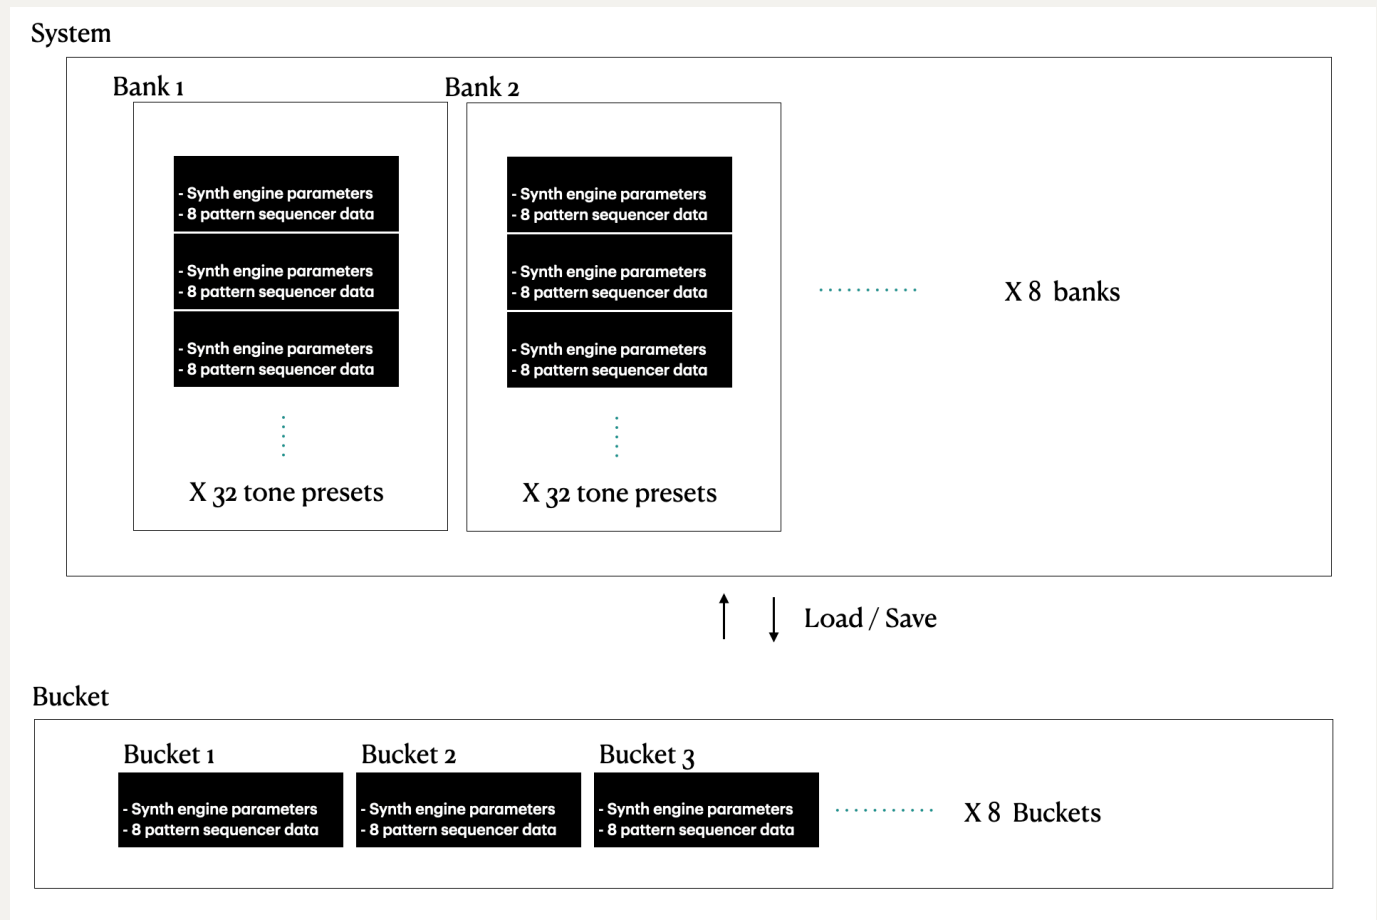 System
Bank 1
Bank 2
- Synth engine parameters
- 8 pattern sequencer data
- Synth engine parameters
- 8 pattern sequencer data
- Synth engine parameters
- 8 pattern sequencer data
X 32 tone presets
- Synth engine parameters
- 8 pattern sequencer data
- Synth engine parameters
- 8 pattern sequencer data
- Synth engine parameters
- 8 pattern sequencer data
X 32 tone presets
X 8 banks
Load / Save
Bucket
Bucket 1
- Synth engine parameters
- 8 pattern sequencer data
Bucket 2
- Synth engine parameters
- 8 pattern sequencer data
Bucket 3
- Synth engine parameters
- 8 pattern sequencer data
X 8 Buckets